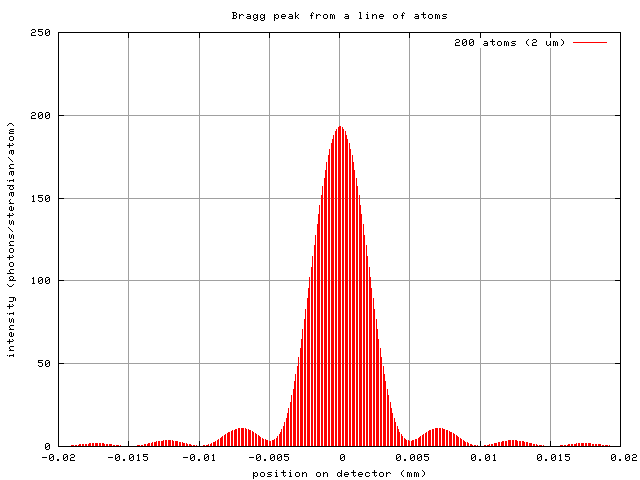 Bragg peak from a line of atoms
250
200 atoms (2 um)
200
150
100
50
0
intensity (photons/steradian/atom)
-0.02 -0.015 -0.01 -0.005 0 0.005 0.01 0.015 0.02
position on detector (mm)